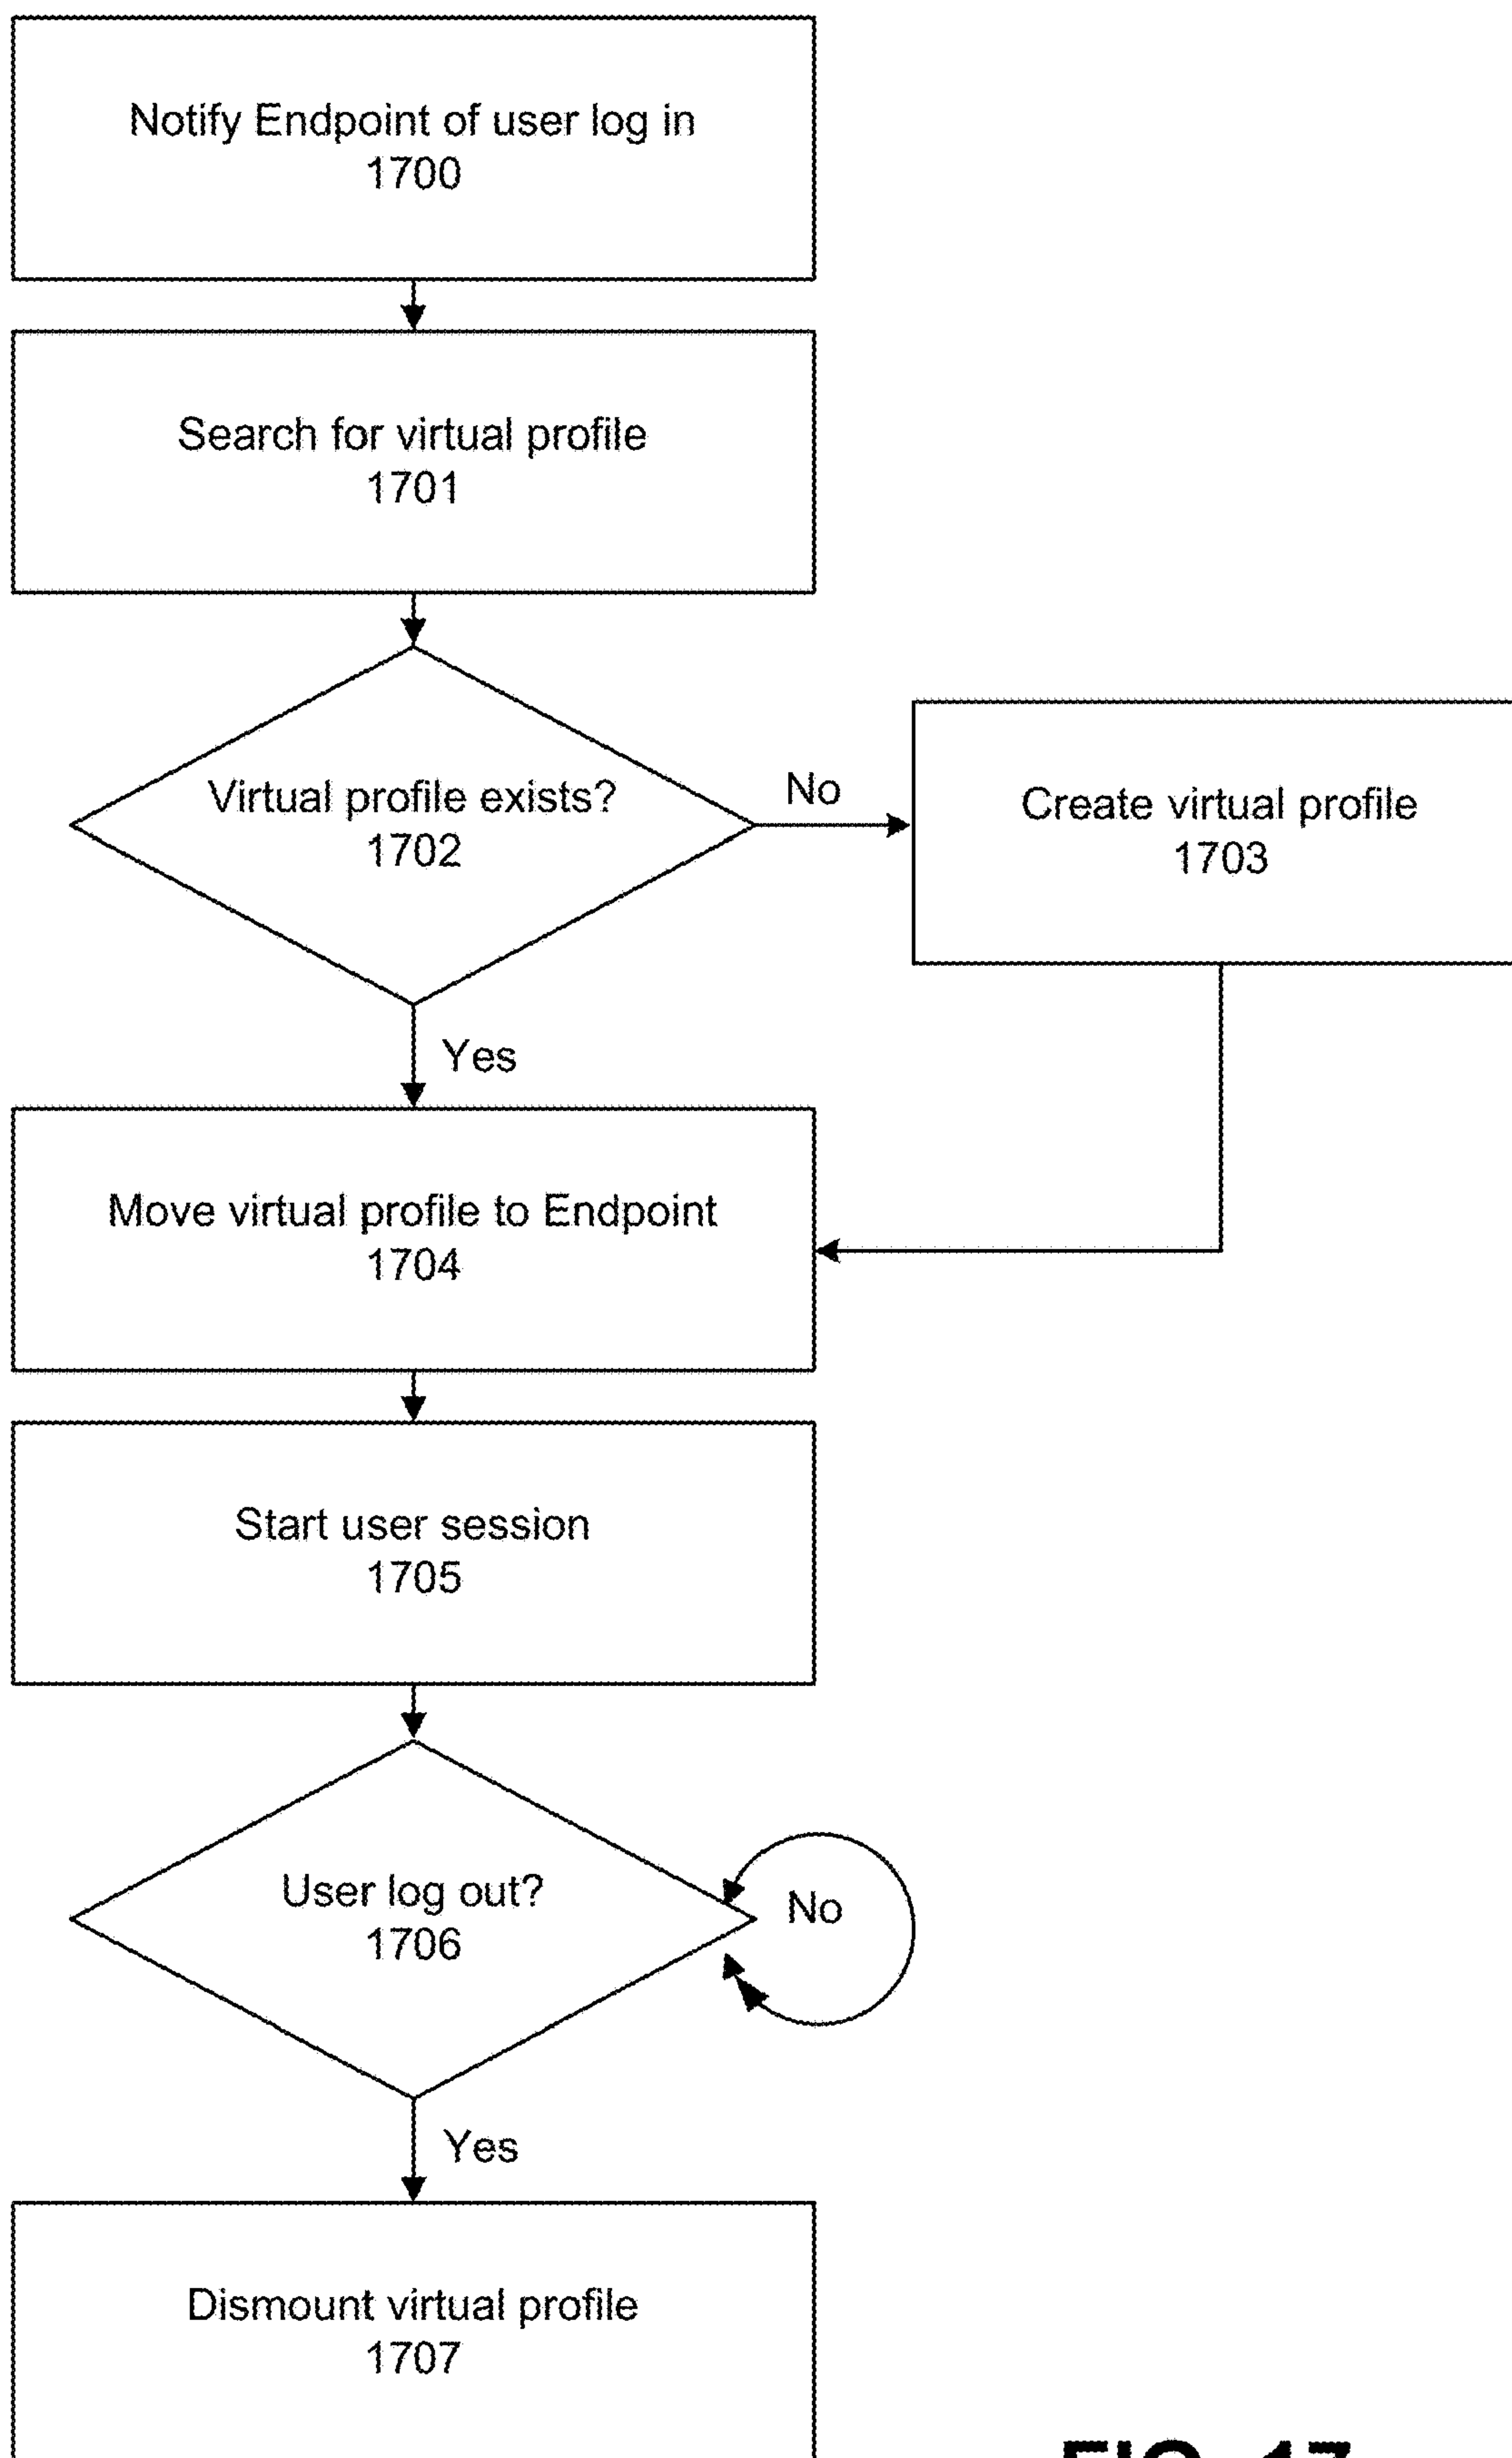 Notify Endpoint of user log in
1700
Search for virtual profile
1701
Virtual profile exists?
1702
No
Create virtual profile
1703
Yes
Move virtual profile to Endpoint
1704
Start user session
1705
User log out?
1706
No
Yes
Dismount virtual profile
1707
FIG. 17